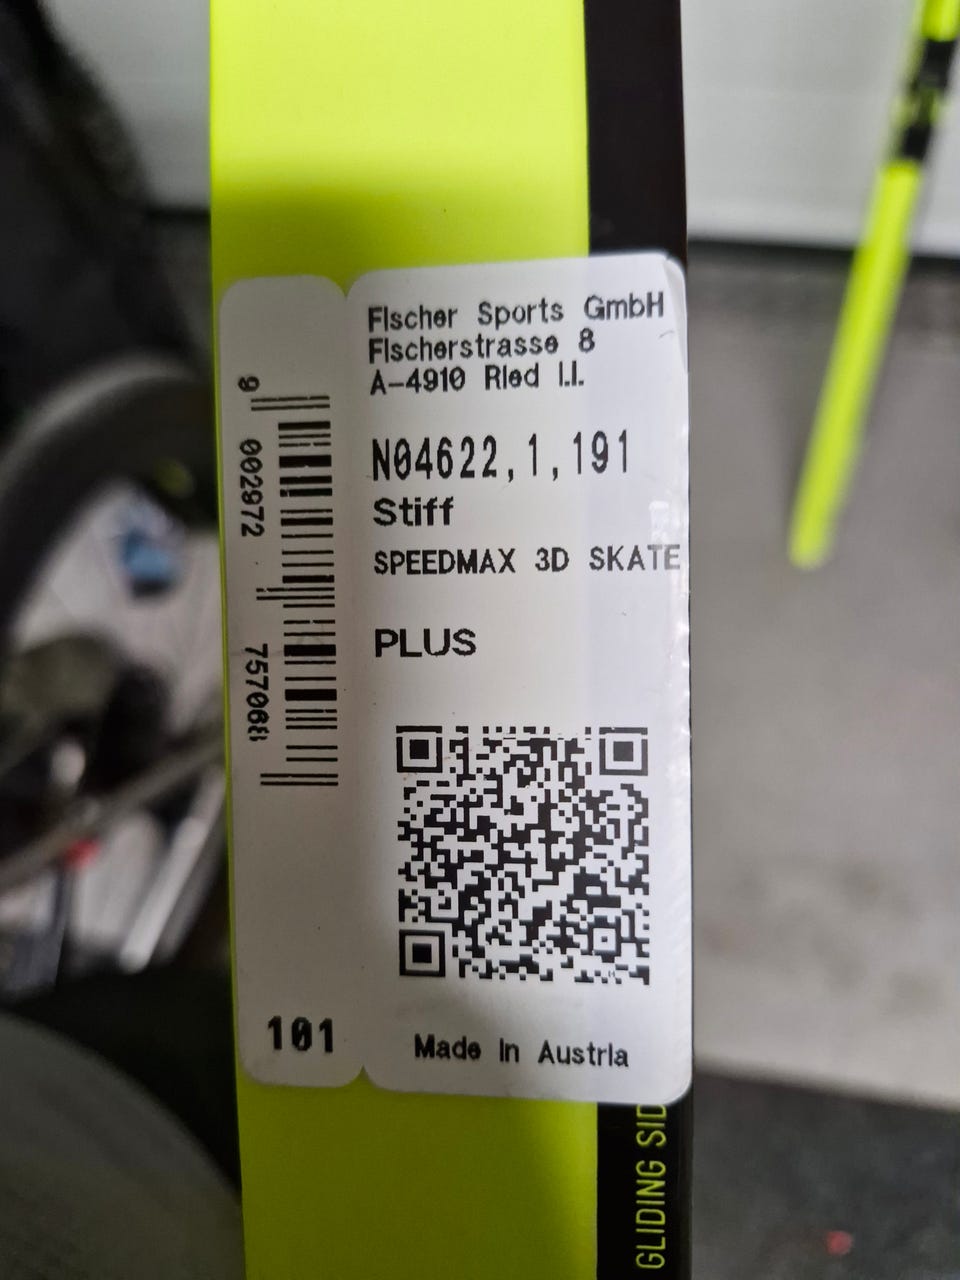 Fischer Sports GmbH
Fischerstrasse 8
A-4910 Ried i.I.
N04622,1,191
Stiff
SPEEDMAX 3D SKATE
PLUS
9 002972 757068
101
Made in Austria
GLIDING SID